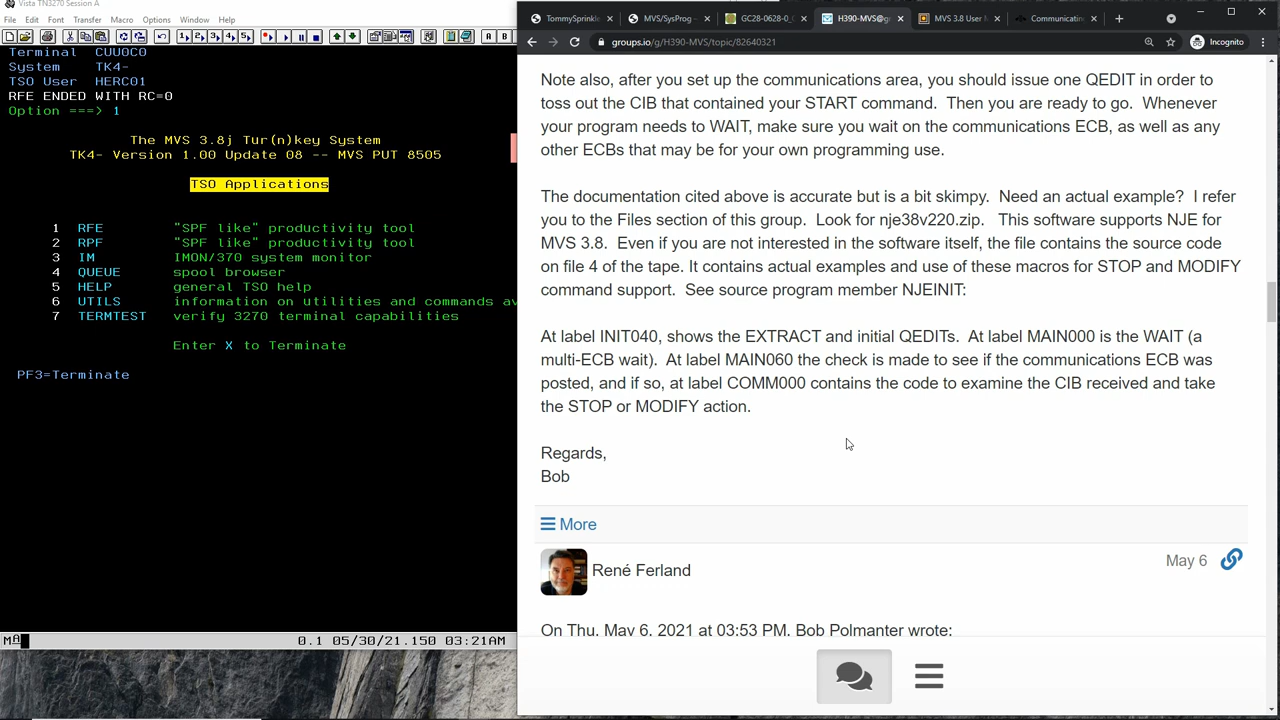 Vista TN3270 Session A
File Edit Font Transfer Macro Options Window Help
Terminal CUU0C0
System TK4-
TSO User HERC01
RFE ENDED WITH RC=0
Option ===> 1
The MVS 3.8j Tur(n)key System
TK4- Version 1.00 Update 08 -- MVS PUT 8505
TSO Applications
1 RFE "SPF like" productivity tool
2 RPF "SPF like" productivity tool
3 IM IMON/370 system monitor
4 QUEUE spool browser
5 HELP general TSO help
6 UTILS information on utilities and commands av
7 TERMTEST verify 3270 terminal capabilities
Enter X to Terminate
PF3=Terminate
MA 0.1 05/30/21.150 03:21AM
TommySprinkle MVS/SysProg – GC28-0628-0_ H390-MVS@g MVS 3.8 User M Communicatin
groups.io/g/H390-MVS/topic/82640321
Incognito
Note also, after you set up the communications area, you should issue one QEDIT in order to
toss out the CIB that contained your START command. Then you are ready to go. Whenever
your program needs to WAIT, make sure you wait on the communications ECB, as well as any
other ECBs that may be for your own programming use.
The documentation cited above is accurate but is a bit skimpy. Need an actual example? I refer
you to the Files section of this group. Look for nje38v220.zip. This software supports NJE for
MVS 3.8. Even if you are not interested in the software itself, the file contains the source code
on file 4 of the tape. It contains actual examples and use of these macros for STOP and MODIFY
command support. See source program member NJEINIT:
At label INIT040, shows the EXTRACT and initial QEDITs. At label MAIN000 is the WAIT (a
multi-ECB wait). At label MAIN060 the check is made to see if the communications ECB was
posted, and if so, at label COMM000 contains the code to examine the CIB received and take
the STOP or MODIFY action.
Regards,
Bob
More
René Ferland
May 6
On Thu, May 6, 2021 at 03:53 PM, Bob Polmanter wrote: